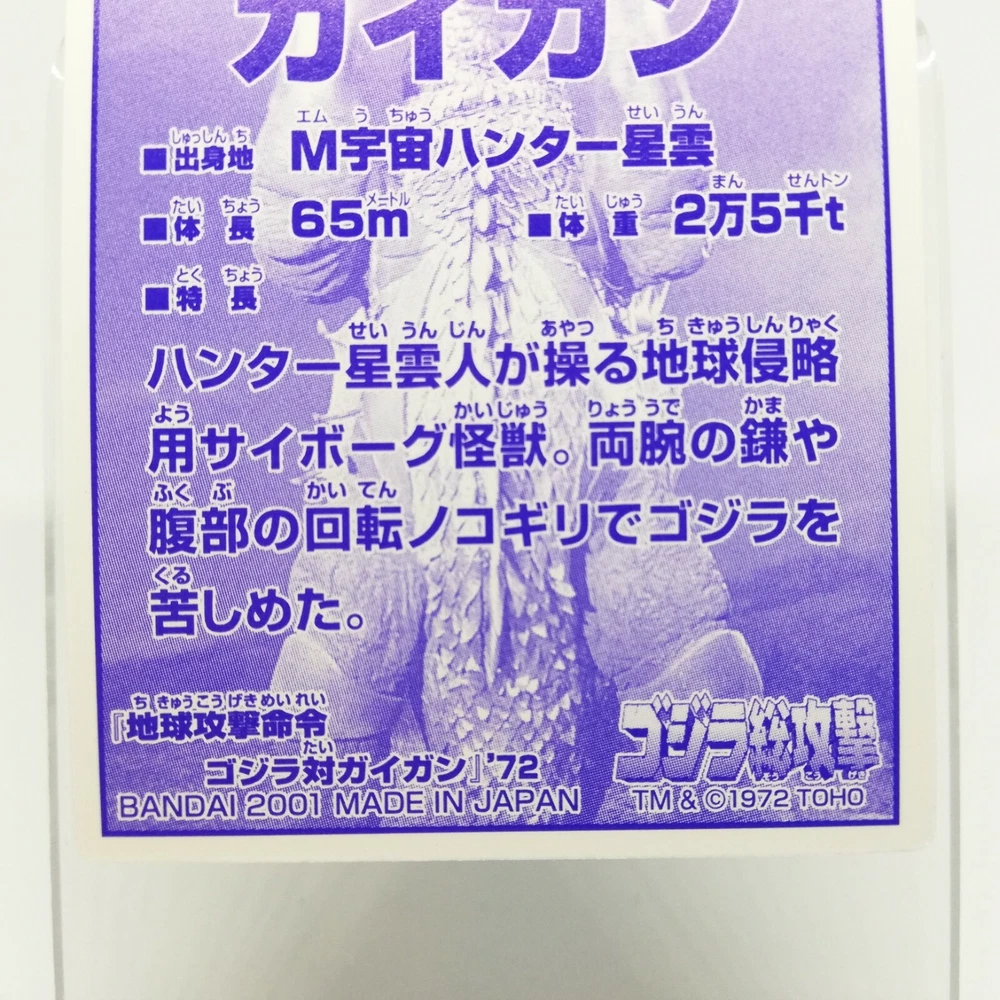 ガイガン
■出身地 M宇宙ハンター星雲
■体長 65m ■体重 2万5千t
■特長
ハンター星雲人が操る地球侵略
用サイボーグ怪獣。両腕の鎌や
腹部の回転ノコギリでゴジラを
苦しめた。
『地球攻撃命令
ゴジラ対ガイガン』'72
ゴジラ総攻撃
BANDAI 2001 MADE IN JAPAN
TM & ©1972 TOHO